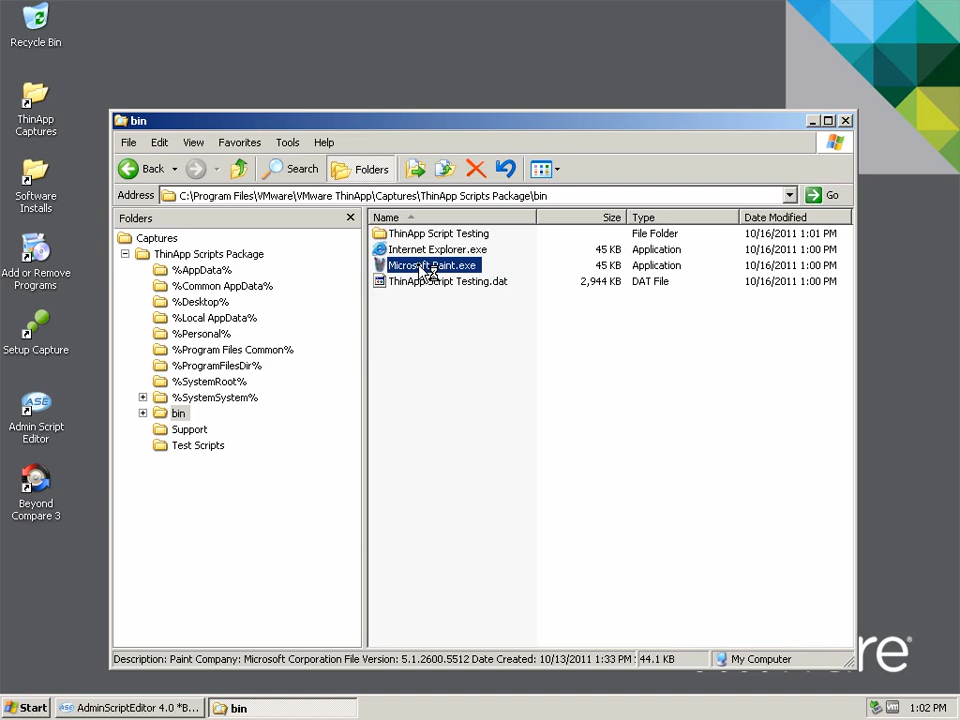 Recycle Bin
ThinApp
Captures
Software
Installs
Add or Remove
Programs
Setup Capture
Admin Script
Editor
Beyond
Compare 3
bin
File Edit View Favorites Tools Help
Back Search Folders
Address C:\Program Files\VMware\VMware ThinApp\Captures\ThinApp Scripts Package\bin Go
Folders
Captures
ThinApp Scripts Package
%AppData%
%Common AppData%
%Desktop%
%Local AppData%
%Personal%
%Program Files Common%
%ProgramFilesDir%
%SystemRoot%
%SystemSystem%
bin
Support
Test Scripts
Name Size Type Date Modified
ThinApp Script Testing File Folder 10/16/2011 1:01 PM
Internet Explorer.exe 45 KB Application 10/16/2011 1:00 PM
Microsoft Paint.exe 45 KB Application 10/16/2011 1:00 PM
ThinApp Script Testing.dat 2,944 KB DAT File 10/16/2011 1:00 PM
Description: Paint Company: Microsoft Corporation File Version: 5.1.2600.5512 Date Created: 10/13/2011 1:33 PM 44.1 KB My Computer
Start ASE AdminScriptEditor 4.0 *B... bin vm 1:02 PM